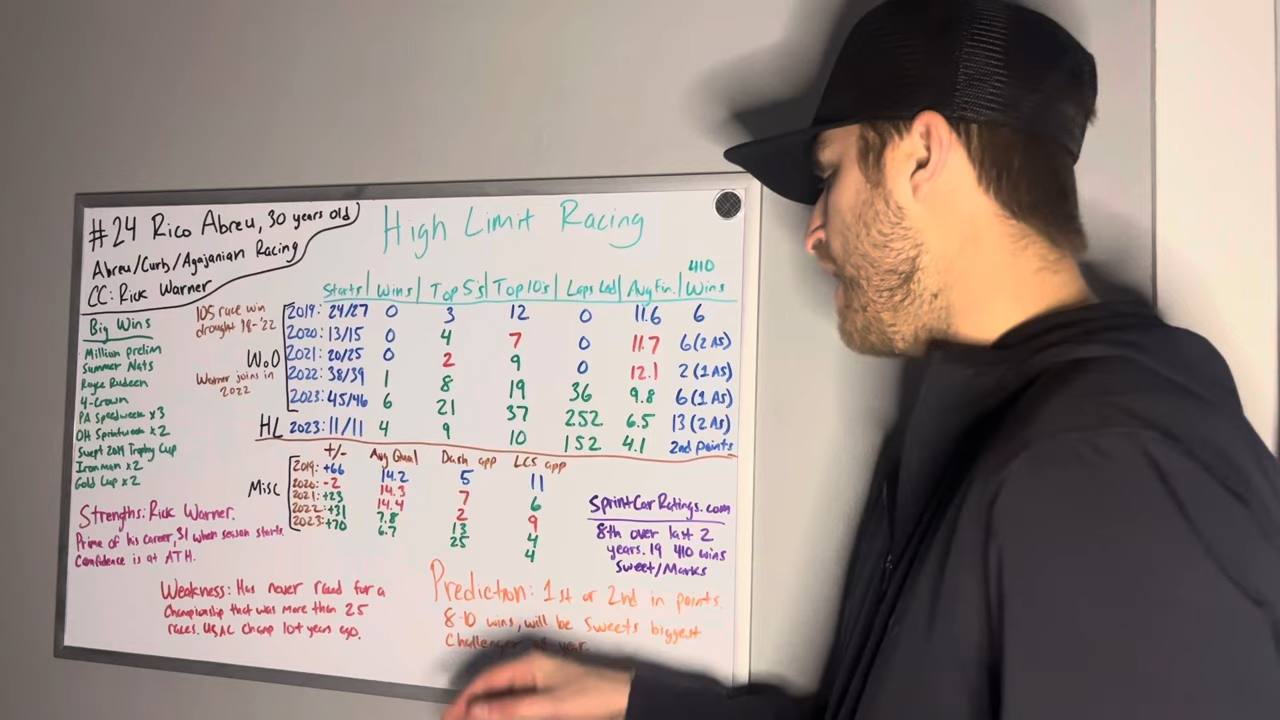 #24 Rico Abreu, 30 years old
Abreu/Curb/Agajanian Racing
CC: Rick Warner
High Limit Racing
Starts | Wins | Top 5's | Top 10's | Laps Led | Avg Fin. | 410 Wins
105 race win
drought 18-'22
WoO
Warner joins in
2022
2019: 24/27 0 3 12 0 11.6 6
2020: 13/15 0 4 7 0 11.7 6 (2 AS)
2021: 20/25 0 2 9 0 12.1 2 (1 AS)
2022: 38/39 1 8 19 36 9.8 6 (1 AS)
2023: 45/46 6 21 37 252 6.5 13 (2 AS)
HL 2023: 11/11 4 9 10 152 4.1 2nd points
Big Wins
Million prelim
Summer Nats
Royce Rudeen
4-Crown
PA Speedweek x3
OH Sprintweek x2
Swept 2019 Trophy Cup
Ironman x2
Gold Cup x2
Misc
+/- Avg Qual Dash app LCS app
2019: +66 14.2 5 11
2020: -2 14.3 7 6
2021: +23 14.4 2 9
2022: +31 7.8 13 4
2023: +70 6.7 25 4
SprintCarRatings.com
8th over last 2
years. 19 410 wins
Sweet/Marks
Strengths: Rick Warner.
Prime of his career, 31 when season starts.
Confidence is at ATH.
Weakness: Has never raced for a
championship that was more than 25
races. USAC champ 10+ years ago.
Prediction: 1st or 2nd in points.
8-10 wins, will be Sweets biggest
Challenger year.